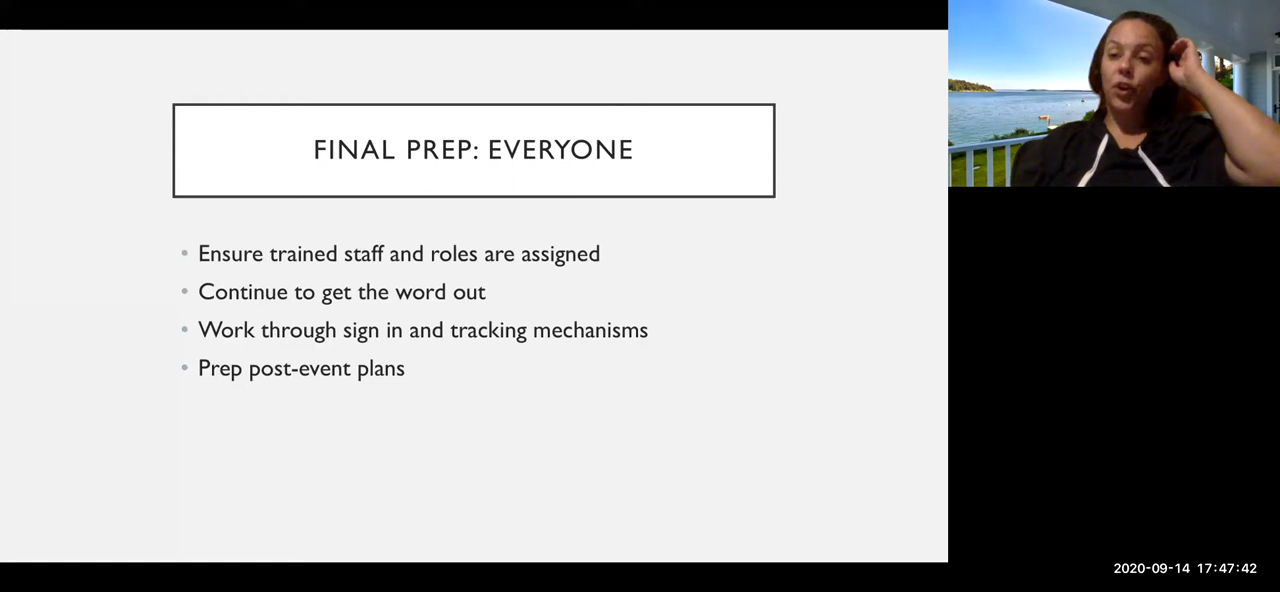 FINAL PREP: EVERYONE
• Ensure trained staff and roles are assigned
• Continue to get the word out
• Work through sign in and tracking mechanisms
• Prep post-event plans
2020-09-14 17:47:42